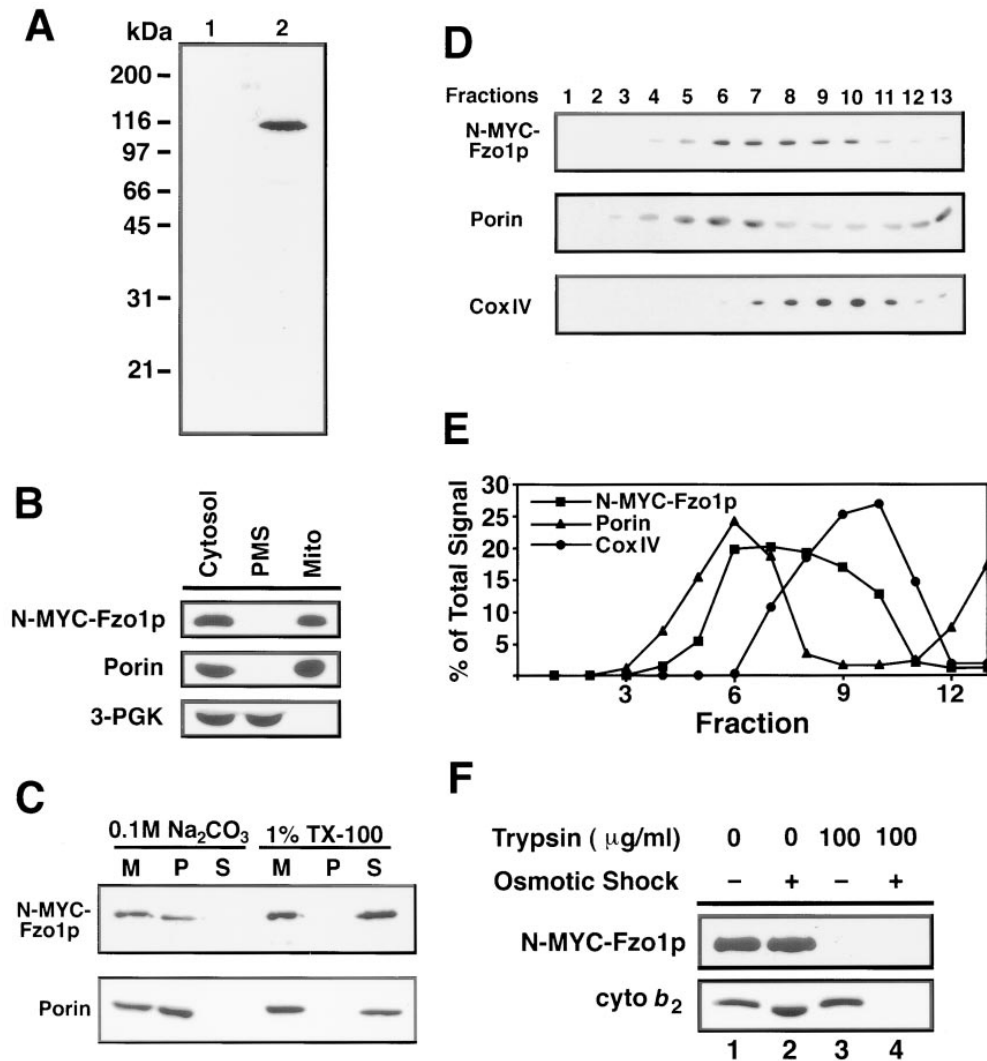 A
kDa 1 2
200
116
97
66
45
31
21
B
Cytosol
PMS
Mito
N-MYC-Fzo1p
Porin
3-PGK
C
0.1M Na₂CO₃ 1% TX-100
M P S M P S
N-MYC-
Fzo1p
Porin
D
Fractions 1 2 3 4 5 6 7 8 9 10 11 12 13
N-MYC-
Fzo1p
Porin
CoxIV
E
% of Total Signal
30
25
20
15
10
5
N-MYC-Fzo1p
Porin
CoxIV
3 6 9 12
Fraction
F
Trypsin ( μg/ml) 0 0 100 100
Osmotic Shock – + – +
N-MYC-Fzo1p
cyto b₂
1 2 3 4